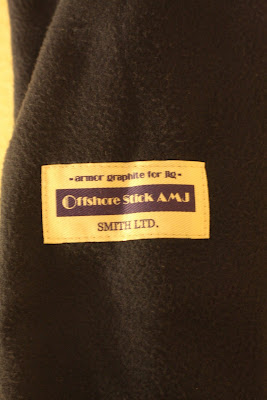 -armor graphite for jig-
Offshore Stick AMJ
SMITH LTD.